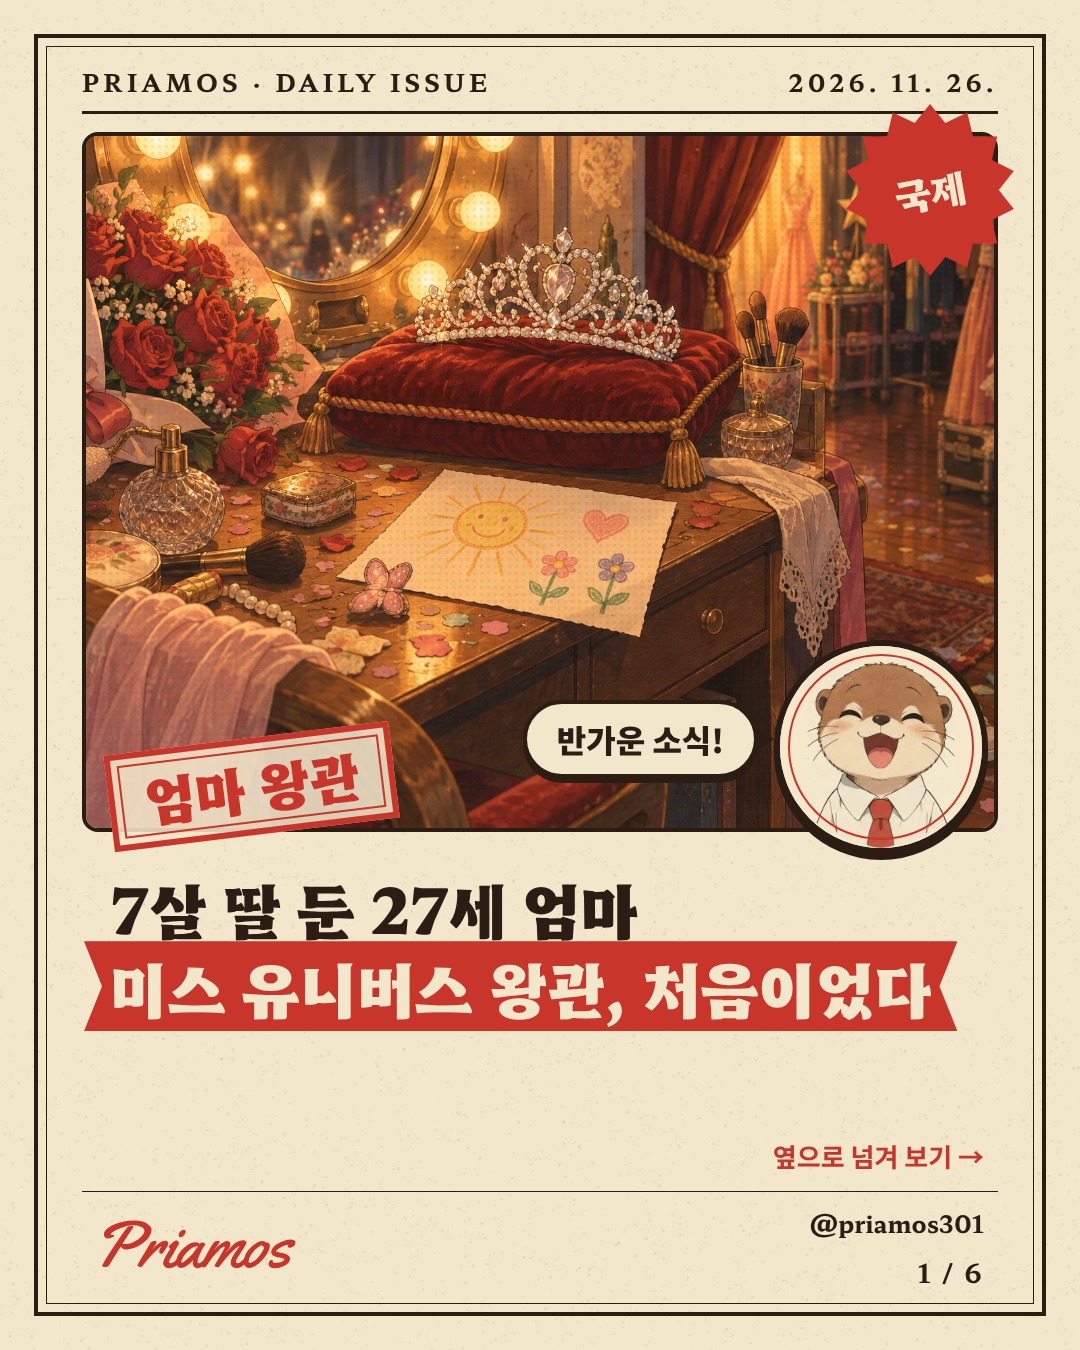 PRIAMOS · DAILY ISSUE
2026. 11. 26.
국제
반가운 소식!
엄마 왕관
7살 딸 둔 27세 엄마
미스 유니버스 왕관, 처음이었다
옆으로 넘겨 보기 →
Priamos
@priamos301
1 / 6